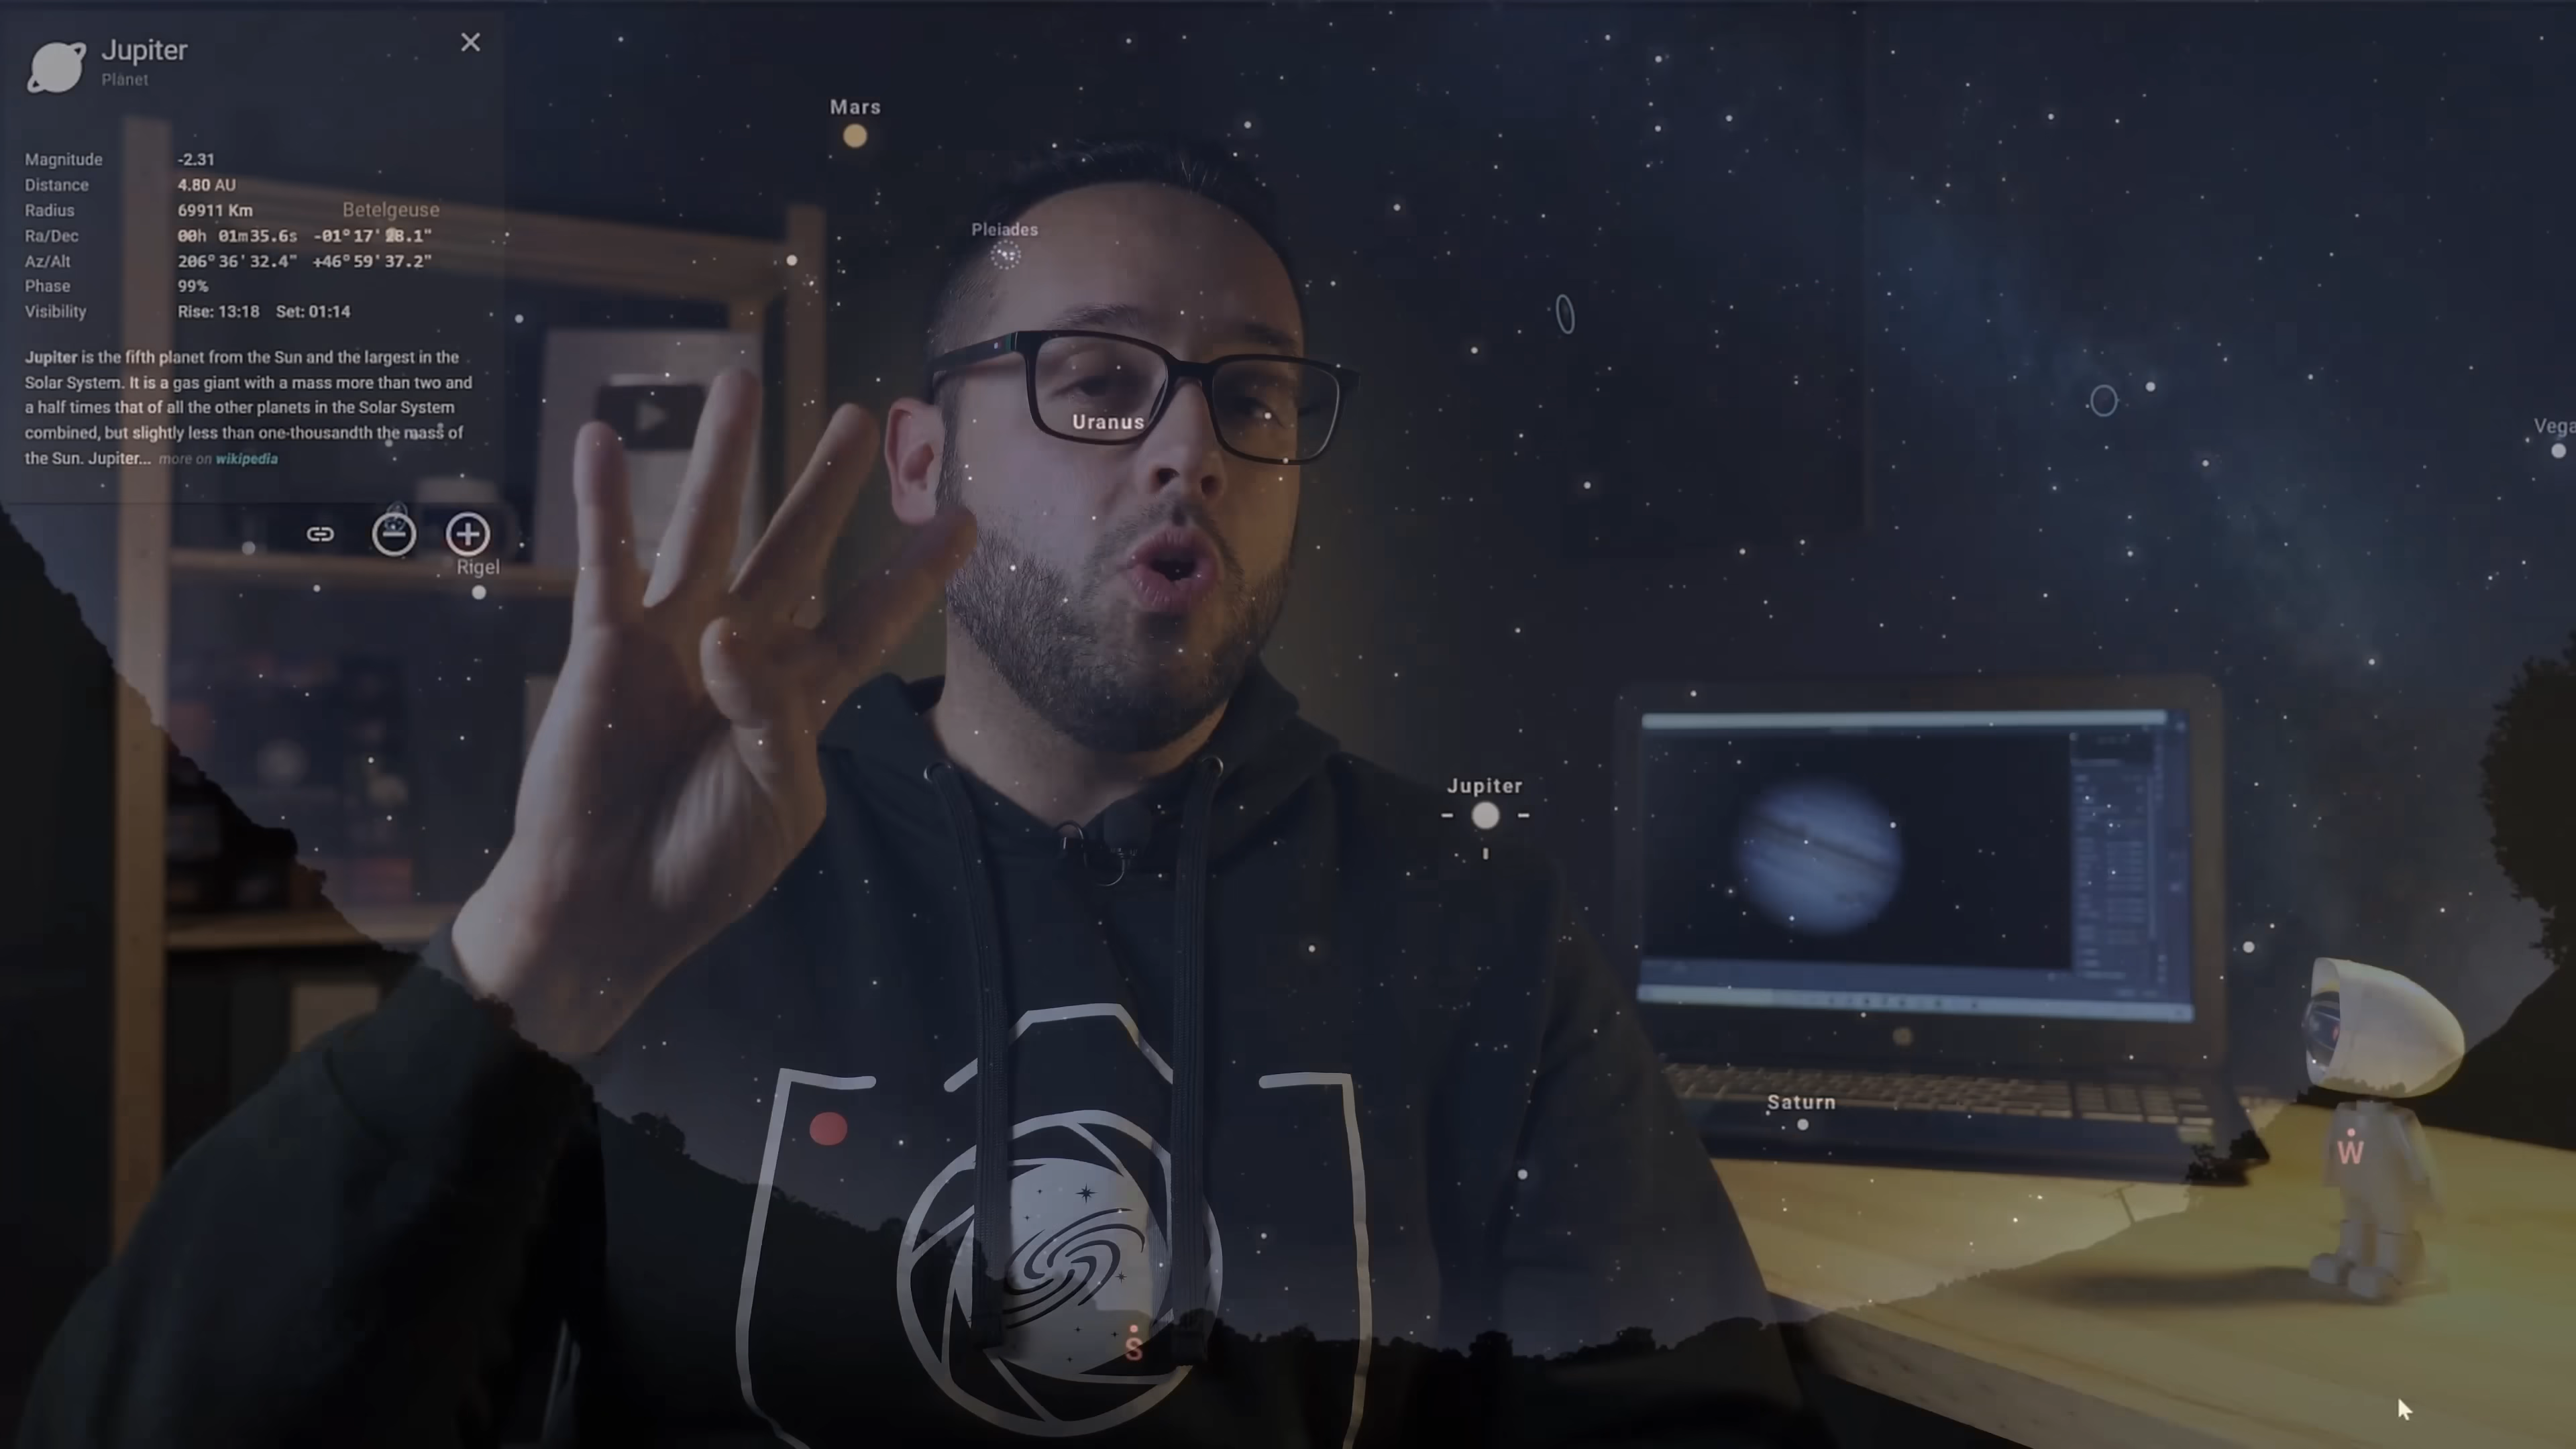 Jupiter
Planet
Magnitude -2.31
Distance 4.80 AU
Radius 69911 Km
Ra/Dec 00h 01m35.6s -01°17'28.1"
Az/Alt 206°36'32.4" +46°59'37.2"
Phase 99%
Visibility Rise: 13:18 Set: 01:14
Jupiter is the fifth planet from the Sun and the largest in the
Solar System. It is a gas giant with a mass more than two and
a half times that of all the other planets in the Solar System
combined, but slightly less than one-thousandth the mass of
the Sun. Jupiter... more on wikipedia
Mars
Betelgeuse
Pleiades
Uranus
Vega
Rigel
Jupiter
Saturn
W
S